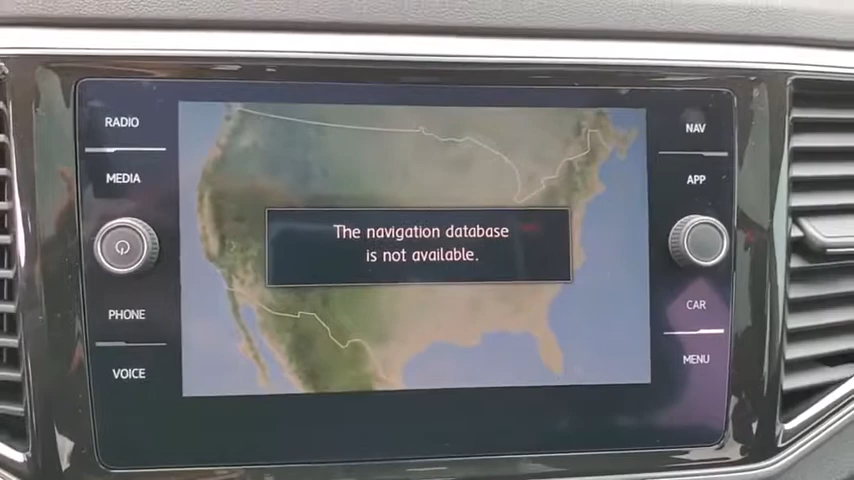 RADIO
MEDIA
PHONE
VOICE
The navigation database
is not available.
NAV
APP
CAR
MENU